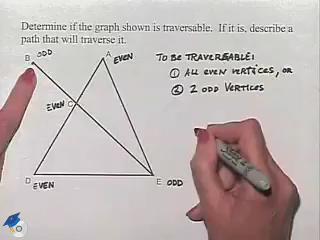 Determine if the graph shown is traversable. If it is, describe a
path that will traverse it.
B ODD
A EVEN
TO BE TRAVERSABLE:
① ALL EVEN VERTICES, OR
② 2 ODD VERTICES
EVEN C
D EVEN
E ODD